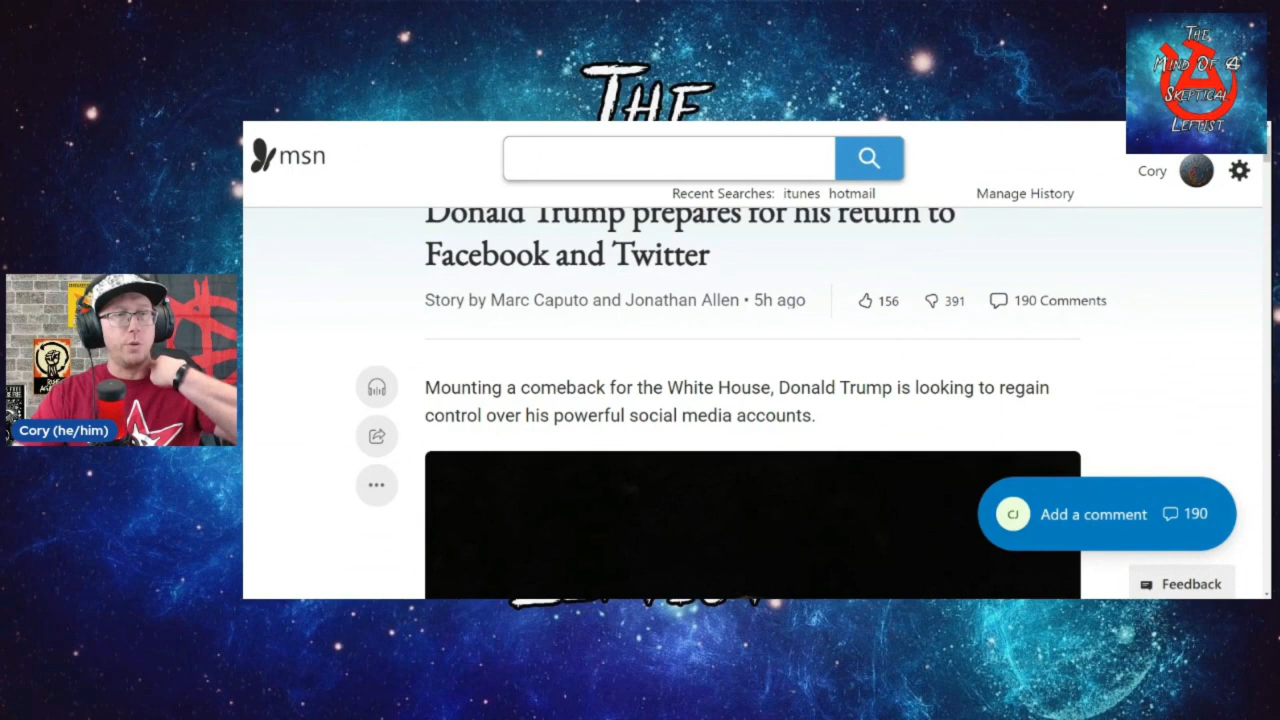 THE
THE
MIND OF A
SKEPTICAL
LEFTIST
msn
Cory
Recent Searches: itunes hotmail
Manage History
Donald Trump prepares for his return to
Facebook and Twitter
Story by Marc Caputo and Jonathan Allen • 5h ago
156
391
190 Comments
Mounting a comeback for the White House, Donald Trump is looking to regain
control over his powerful social media accounts.
Cory (he/him)
CJ
Add a comment
190
Feedback